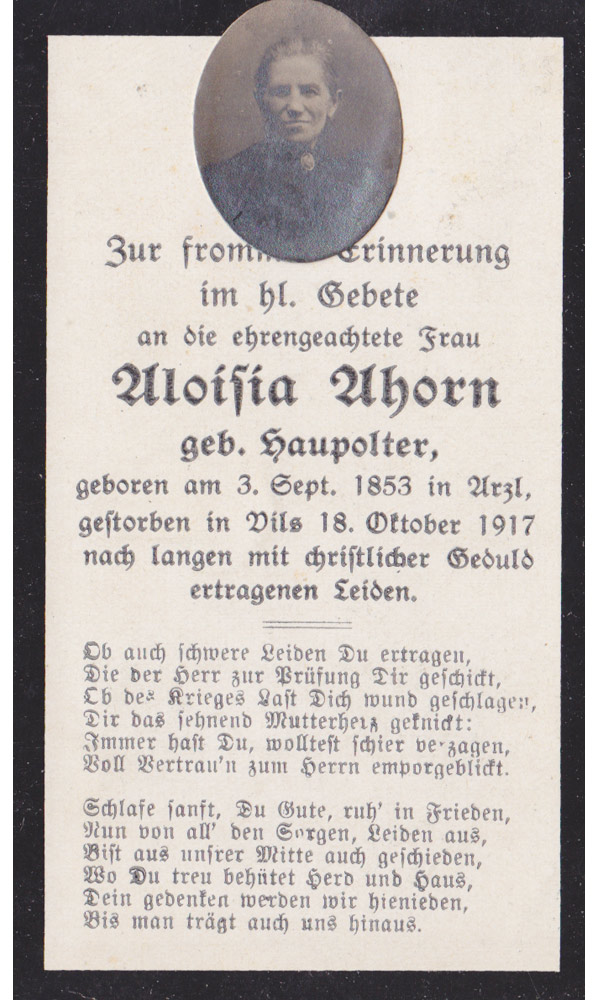 Zur fromm Erinnerung
im hl. Gebete
an die ehrengeachtete Frau
Aloisia Ahorn
geb. Haupolter,
geboren am 3. Sept. 1853 in Arzl,
gestorben in Vils 18. Oktober 1917
nach langen mit christlicher Geduld
ertragenen Leiden.
Ob auch schwere Leiden Du ertragen,
Die der Herr zur Prüfung Dir geschickt,
Ob des Krieges Last Dich wund geschlagen,
Dir das sehnend Mutterherz geknickt:
Immer hast Du, wolltest schier verzagen,
Voll Vertrau'n zum Herrn emporgeblickt.
Schlafe sanft, Du Gute, ruh' in Frieden,
Nun von all' den Sorgen, Leiden aus,
Bist aus unsrer Mitte auch geschieden,
Wo Du treu behütet Herd und Haus,
Dein gedenken werden wir hienieden,
Bis man trägt auch uns hinaus.